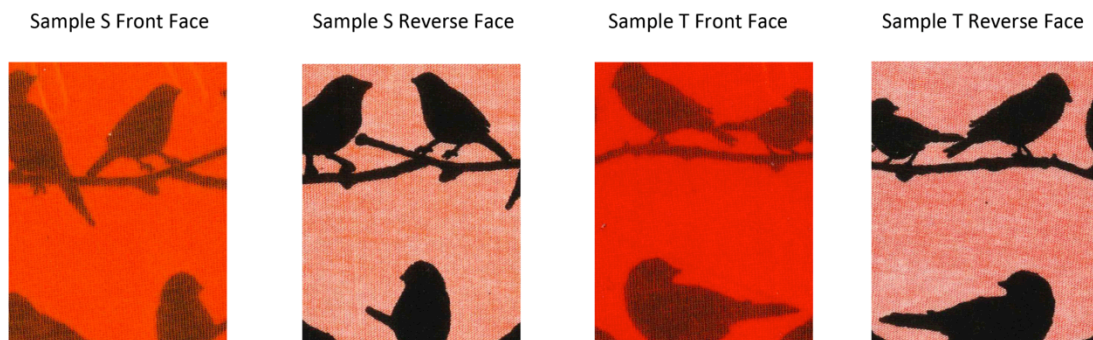 Sample S Front Face
Sample S Reverse Face
Sample T Front Face
Sample T Reverse Face